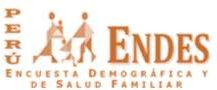 PERÚ
ENDES
ENCUESTA DEMOGRÁFICA Y
DE SALUD FAMILIAR